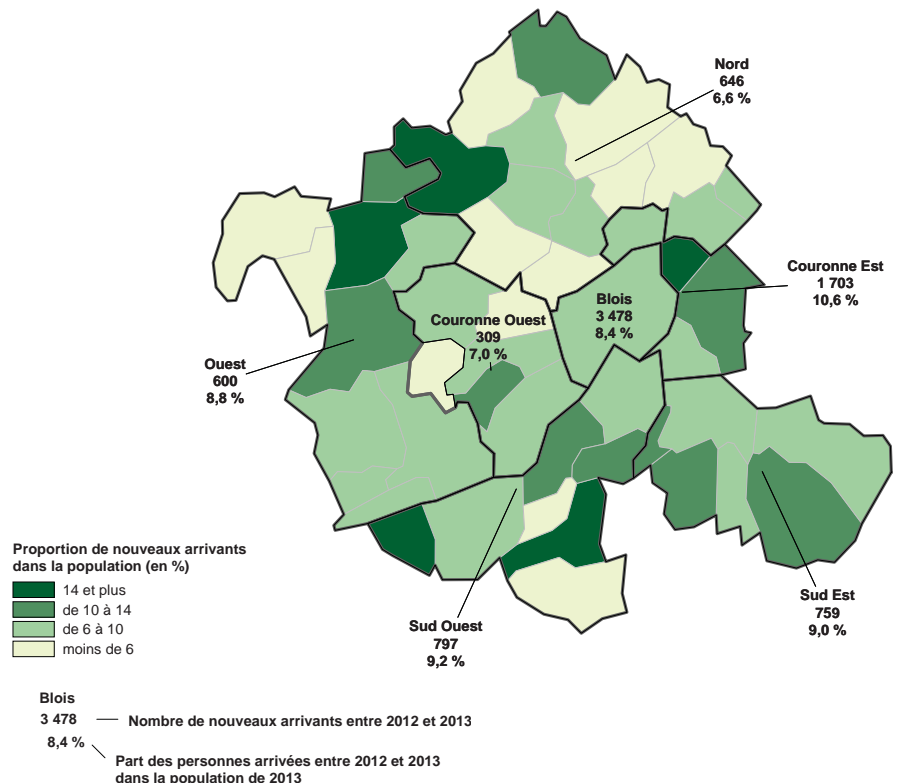 Nord
646
6,6 %
Couronne Est
1 703
10,6 %
Blois
3 478
8,4 %
Couronne Ouest
309
7,0 %
Ouest
600
8,8 %
Sud Est
759
9,0 %
Sud Ouest
797
9,2 %
Proportion de nouveaux arrivants
dans la population (en %)
14 et plus
de 10 à 14
de 6 à 10
moins de 6
Blois
3 478
Nombre de nouveaux arrivants entre 2012 et 2013
8,4 %
Part des personnes arrivées entre 2012 et 2013
dans la population de 2013